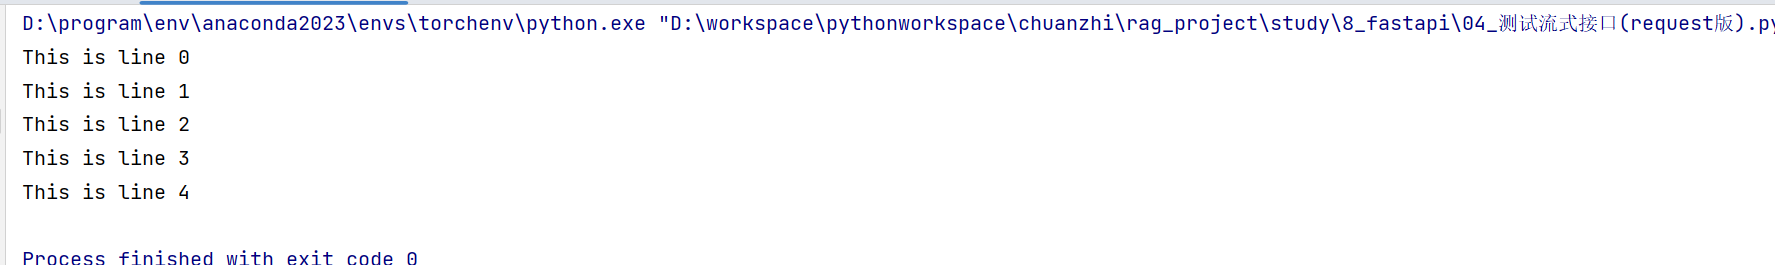 D:\program\env\anaconda2023\envs\torchenv\python.exe "D:\workspace\pythonworkspace\chuanzhi\rag_project\study\8_fastapi\04_测试流式接口(request版).py
This is line 0
This is line 1
This is line 2
This is line 3
This is line 4
Process finished with exit code 0